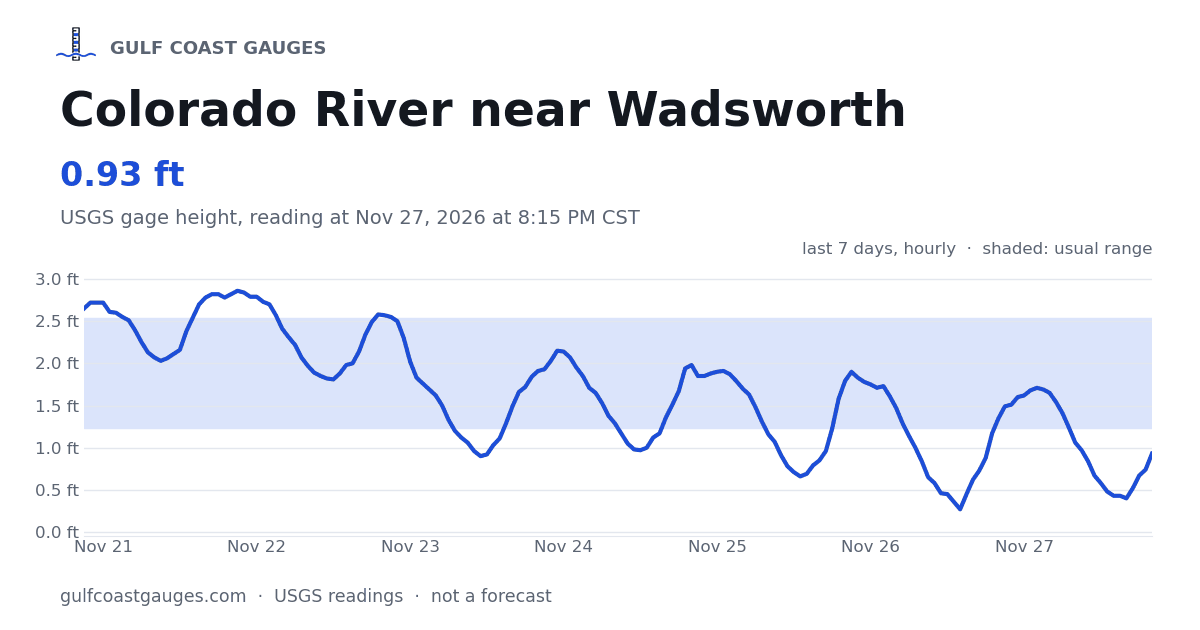 GULF COAST GAUGES
Colorado River near Wadsworth
0.93 ft
USGS gage height, reading at Nov 27, 2026 at 8:15 PM CST
last 7 days, hourly · shaded: usual range
3.0 ft
2.5 ft
2.0 ft
1.5 ft
1.0 ft
0.5 ft
0.0 ft
Nov 21 Nov 22 Nov 23 Nov 24 Nov 25 Nov 26 Nov 27
gulfcoastgauges.com · USGS readings · not a forecast